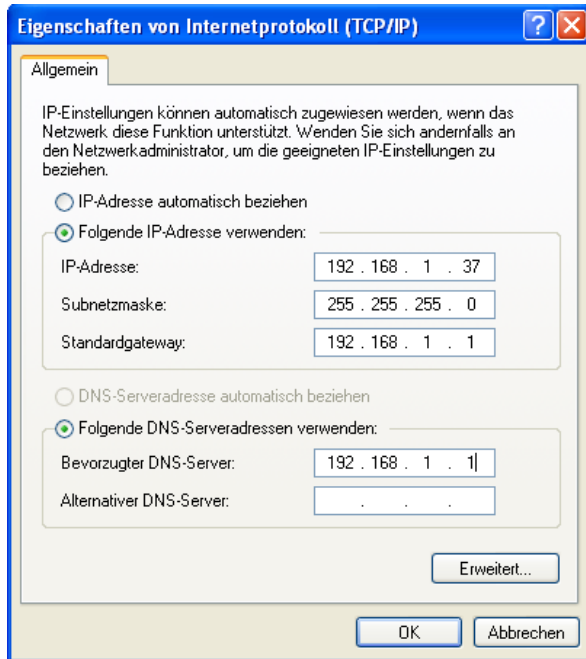 Eigenschaften von Internetprotokoll (TCP/IP)
Allgemein
IP-Einstellungen können automatisch zugewiesen werden, wenn das
Netzwerk diese Funktion unterstützt. Wenden Sie sich andernfalls an
den Netzwerkadministrator, um die geeigneten IP-Einstellungen zu
beziehen.
IP-Adresse automatisch beziehen
Folgende IP-Adresse verwenden:
IP-Adresse: 192 . 168 . 1 . 37
Subnetzmaske: 255 . 255 . 255 . 0
Standardgateway: 192 . 168 . 1 . 1
DNS-Serveradresse automatisch beziehen
Folgende DNS-Serveradressen verwenden:
Bevorzugter DNS-Server: 192 . 168 . 1 . 1
Alternativer DNS-Server: . . .
Erweitert...
OK Abbrechen